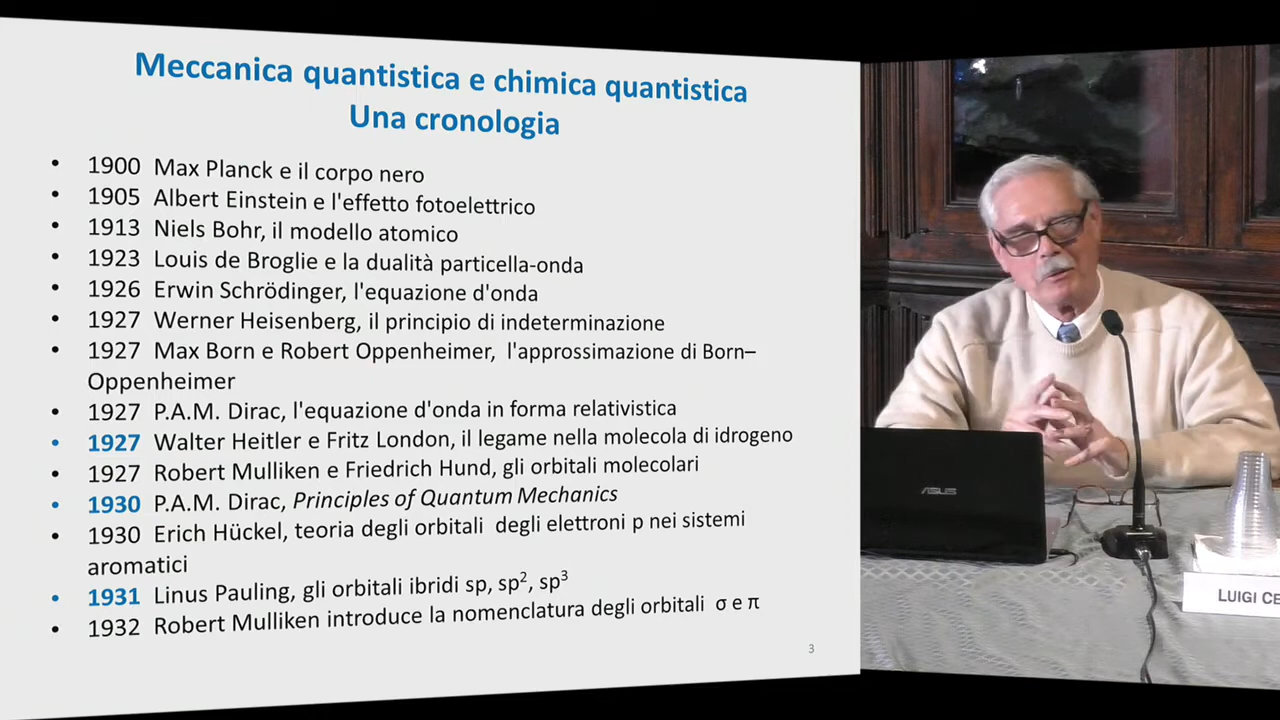 Meccanica quantistica e chimica quantistica
Una cronologia
• 1900 Max Planck e il corpo nero
• 1905 Albert Einstein e l'effetto fotoelettrico
• 1913 Niels Bohr, il modello atomico
• 1923 Louis de Broglie e la dualità particella-onda
• 1926 Erwin Schrödinger, l'equazione d'onda
• 1927 Werner Heisenberg, il principio di indeterminazione
• 1927 Max Born e Robert Oppenheimer, l'approssimazione di Born–
Oppenheimer
• 1927 P.A.M. Dirac, l'equazione d'onda in forma relativistica
• 1927 Walter Heitler e Fritz London, il legame nella molecola di idrogeno
• 1927 Robert Mulliken e Friedrich Hund, gli orbitali molecolari
• 1930 P.A.M. Dirac, Principles of Quantum Mechanics
• 1930 Erich Hückel, teoria degli orbitali degli elettroni p nei sistemi
aromatici
• 1931 Linus Pauling, gli orbitali ibridi sp, sp², sp³
• 1932 Robert Mulliken introduce la nomenclatura degli orbitali σ e π
3
ASUS
LUIGI CE